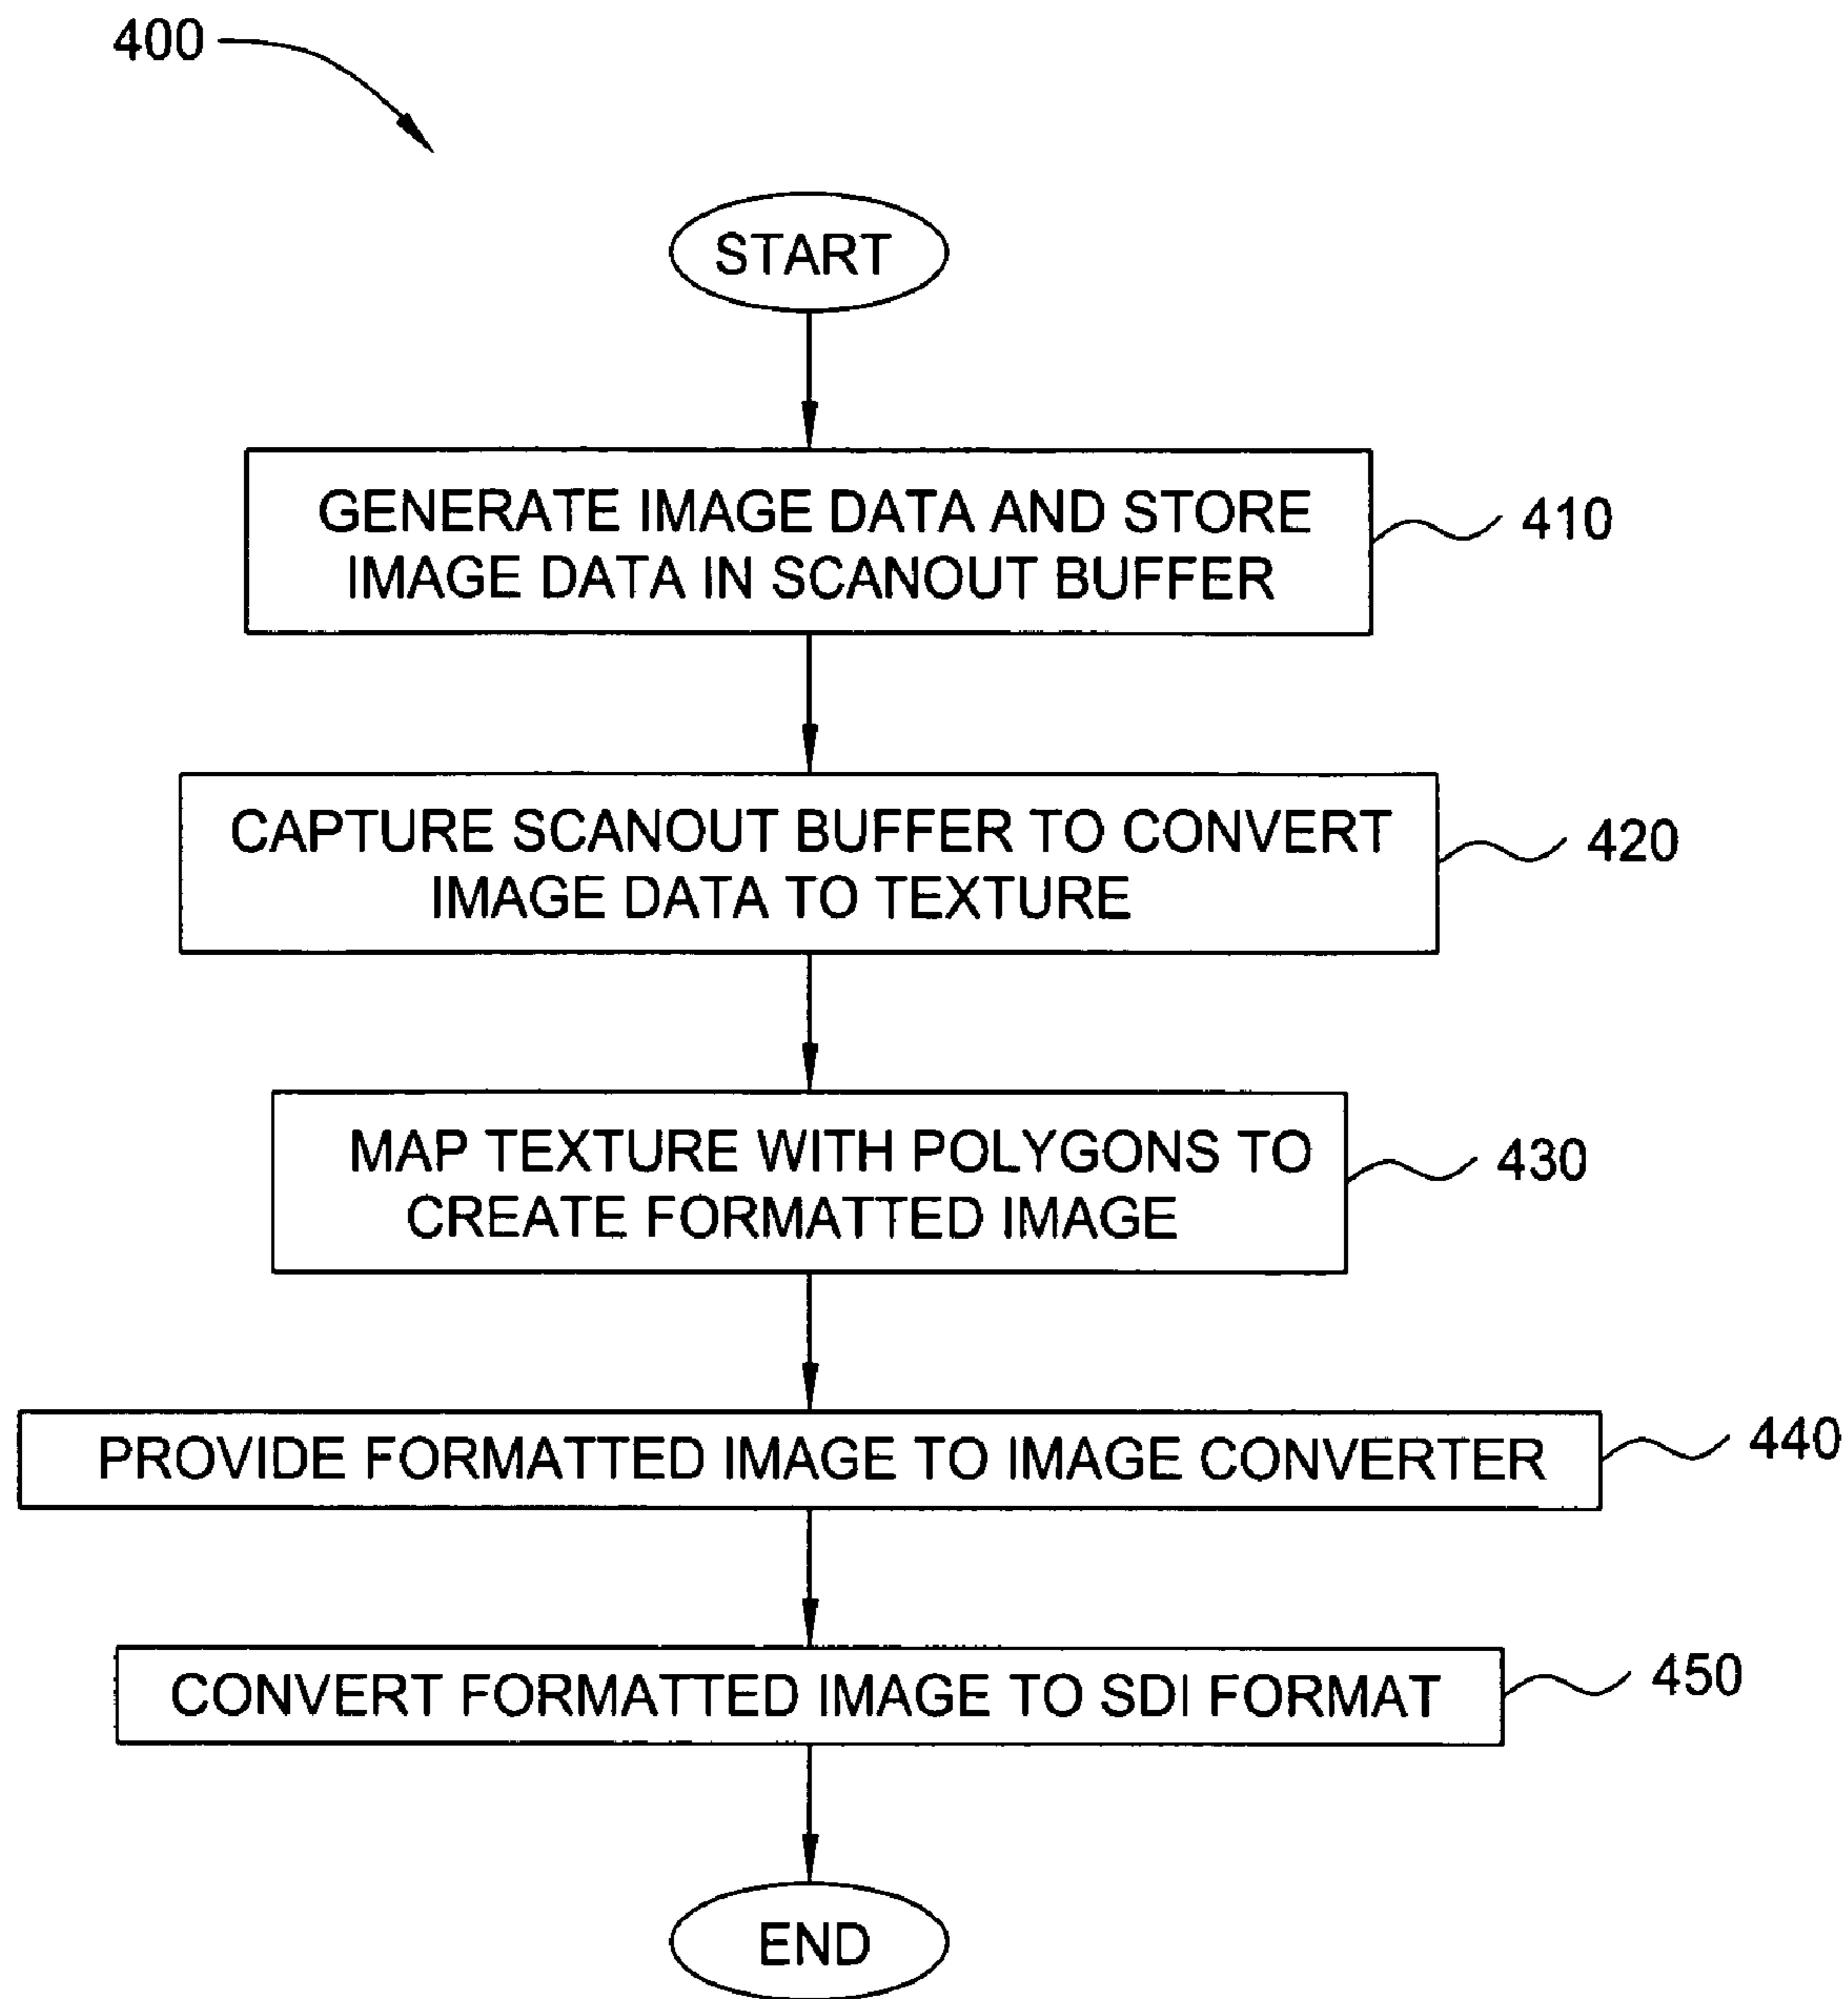 400
START
GENERATE IMAGE DATA AND STORE
IMAGE DATA IN SCANOUT BUFFER
410
CAPTURE SCANOUT BUFFER TO CONVERT
IMAGE DATA TO TEXTURE
420
MAP TEXTURE WITH POLYGONS TO
CREATE FORMATTED IMAGE
430
PROVIDE FORMATTED IMAGE TO IMAGE CONVERTER
440
CONVERT FORMATTED IMAGE TO SDI FORMAT
450
END